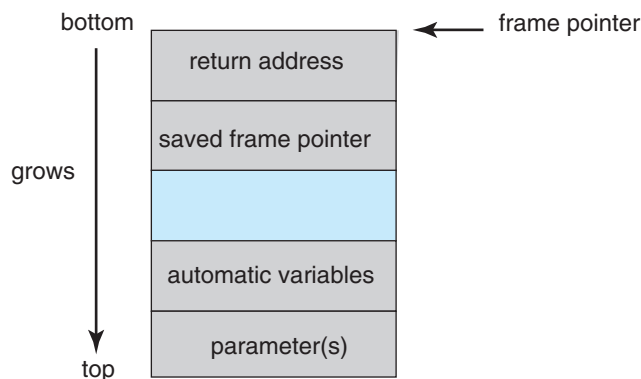 bottom
frame pointer
return address
saved frame pointer
grows
automatic variables
parameter(s)
top